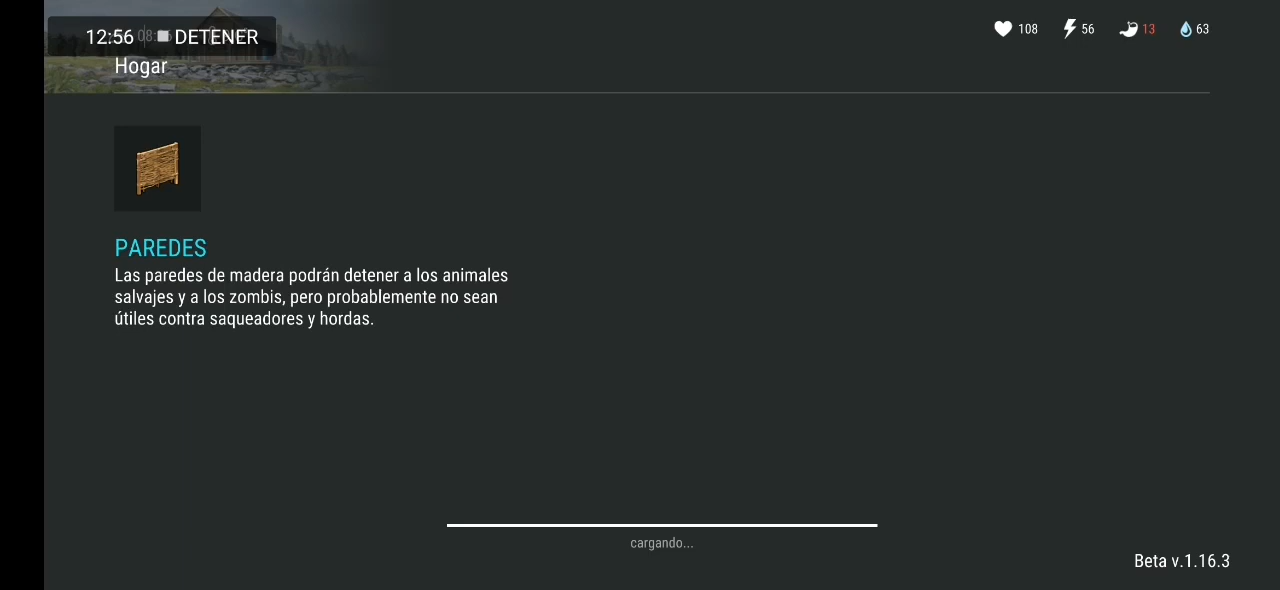 12:56 DETENER
108 56 13 63
Hogar
PAREDES
Las paredes de madera podrán detener a los animales
salvajes y a los zombis, pero probablemente no sean
útiles contra saqueadores y hordas.
cargando...
Beta v.1.16.3